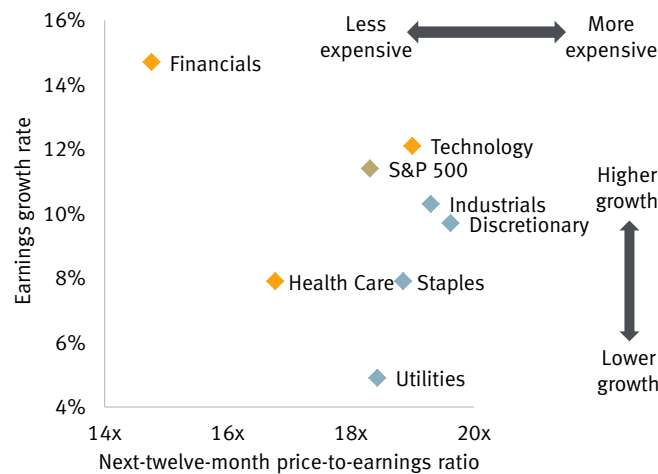 16%
14%
12%
10%
8%
6%
4%
Earnings growth rate
Less
expensive
More
expensive
Financials
Technology
S&P 500
Industrials
Discretionary
Health Care
Staples
Utilities
Higher
growth
Lower
growth
14x
16x
18x
20x
Next-twelve-month price-to-earnings ratio